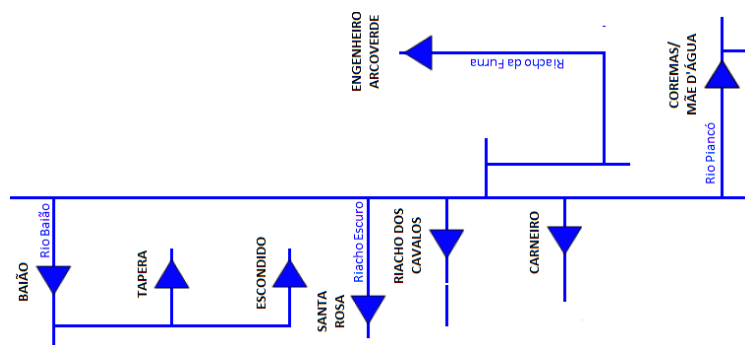 ENGENHEIRO
ARCOVERDE
Riacho da Furna
COREMAS/
MÃE D'ÁGUA
Rio Piancó
Rio Baião
BAIÃO
TAPERA
ESCONDIDO
Riacho Escuro
SANTA
ROSA
RIACHO DOS
CAVALOS
CARNEIRO